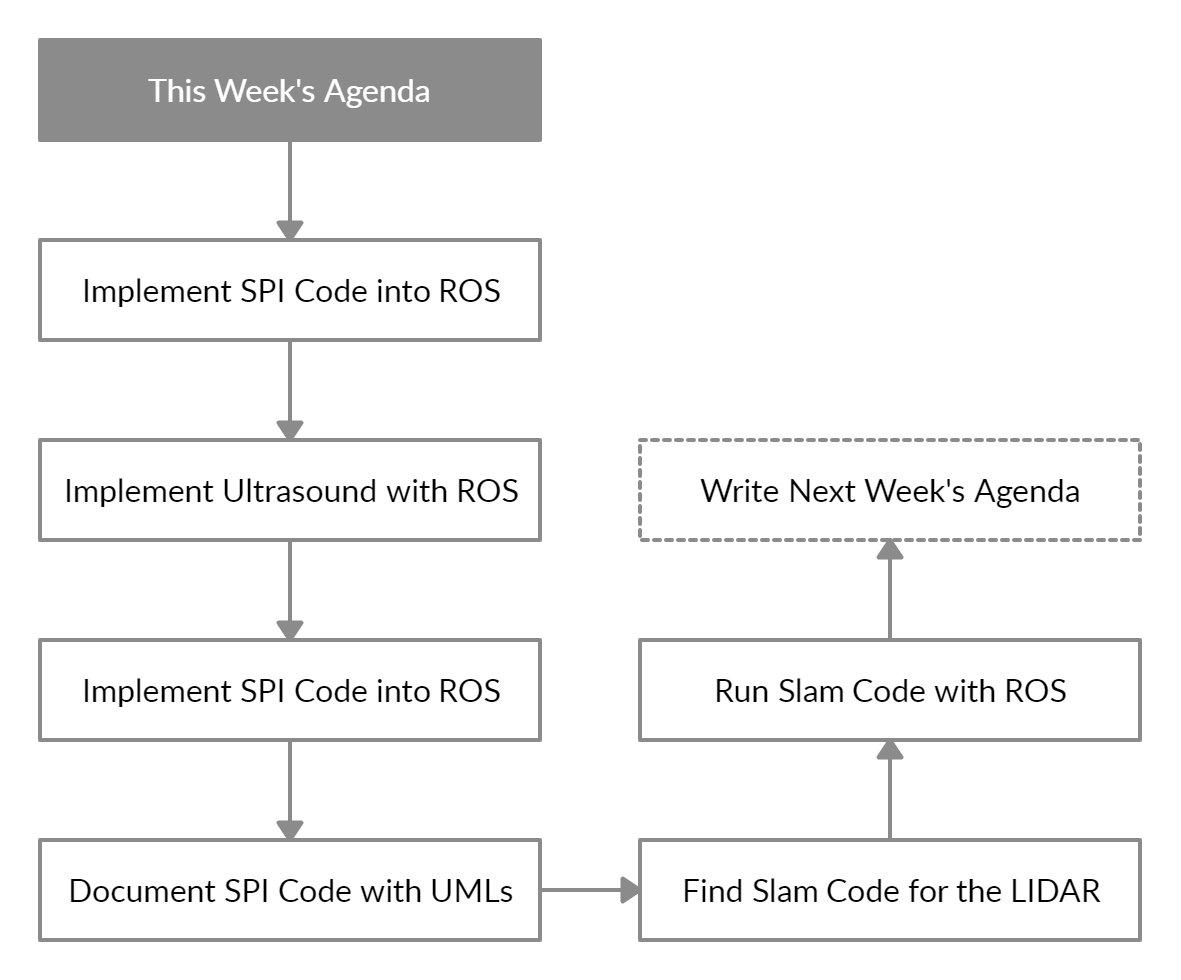 This Week's Agenda
Implement SPI Code into ROS
Implement Ultrasound with ROS
Implement SPI Code into ROS
Document SPI Code with UMLs
Find Slam Code for the LIDAR
Run Slam Code with ROS
Write Next Week's Agenda